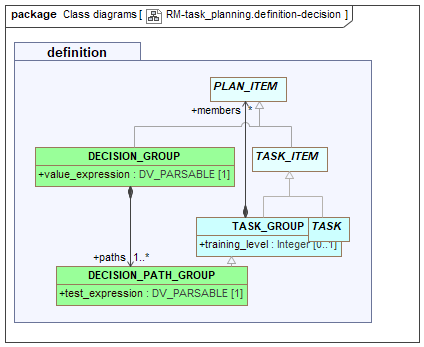 package Class diagrams [ RM-task_planning.definition-decision ]
definition
PLAN_ITEM
+members *
DECISION_GROUP
+value_expression : DV_PARSABLE [1]
TASK_ITEM
TASK_GROUP
TASK
+training_level : Integer [0..1]
+paths 1..*
DECISION_PATH_GROUP
+test_expression : DV_PARSABLE [1]